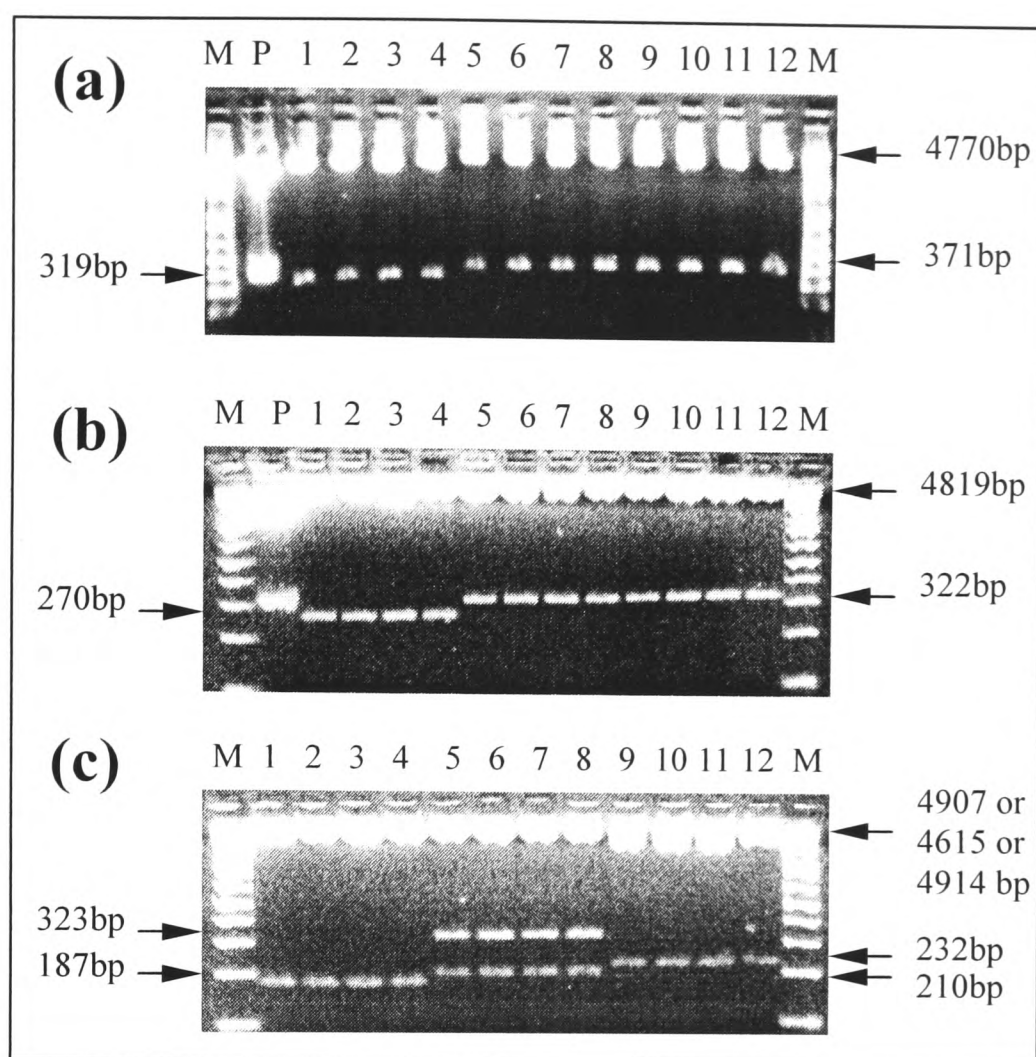 (a)
M P 1 2 3 4 5 6 7 8 9 10 11 12 M
4770bp
319bp
371bp
(b)
M P 1 2 3 4 5 6 7 8 9 10 11 12 M
4819bp
270bp
322bp
(c)
M 1 2 3 4 5 6 7 8 9 10 11 12 M
4907 or
4615 or
4914 bp
323bp
187bp
232bp
210bp